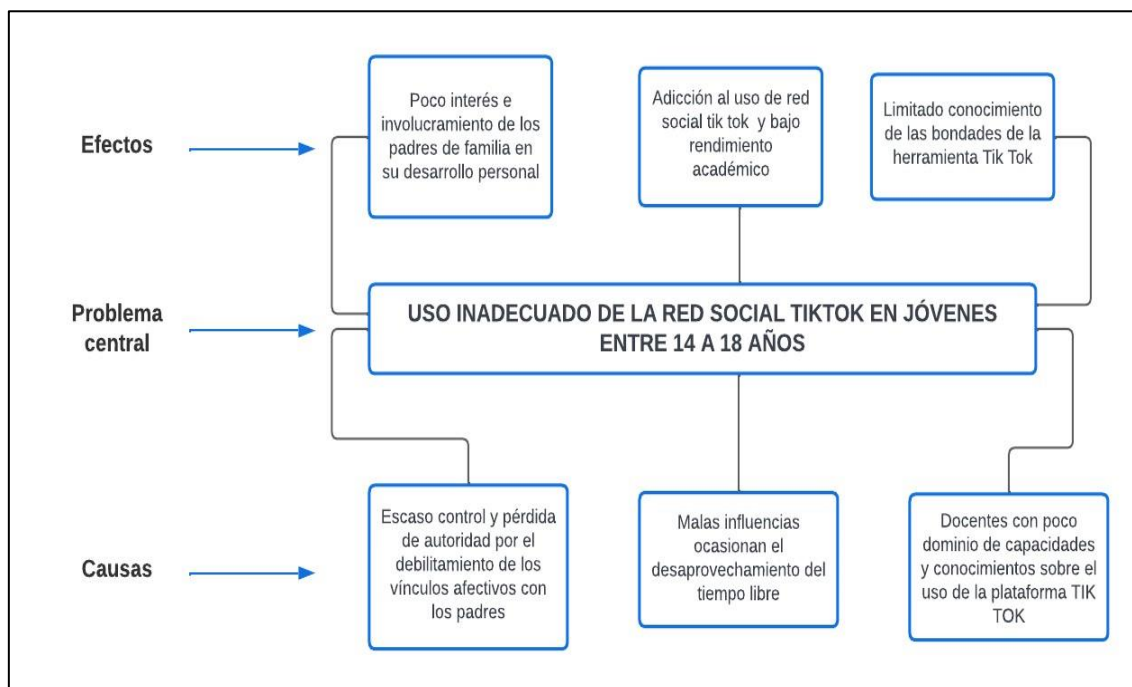 Efectos
Poco interés e
involucramiento de los
padres de familia en
su desarrollo personal
Adicción al uso de red
social tik tok y bajo
rendimiento
académico
Limitado conocimiento
de las bondades de la
herramienta Tik Tok
Problema
central
USO INADECUADO DE LA RED SOCIAL TIKTOK EN JÓVENES
ENTRE 14 A 18 AÑOS
Causas
Escaso control y pérdida
de autoridad por el
debilitamiento de los
vínculos afectivos con
los padres
Malas influencias
ocasionan el
desaprovechamiento del
tiempo libre
Docentes con poco
dominio de capacidades
y conocimientos sobre el
uso de la plataforma TIK
TOK